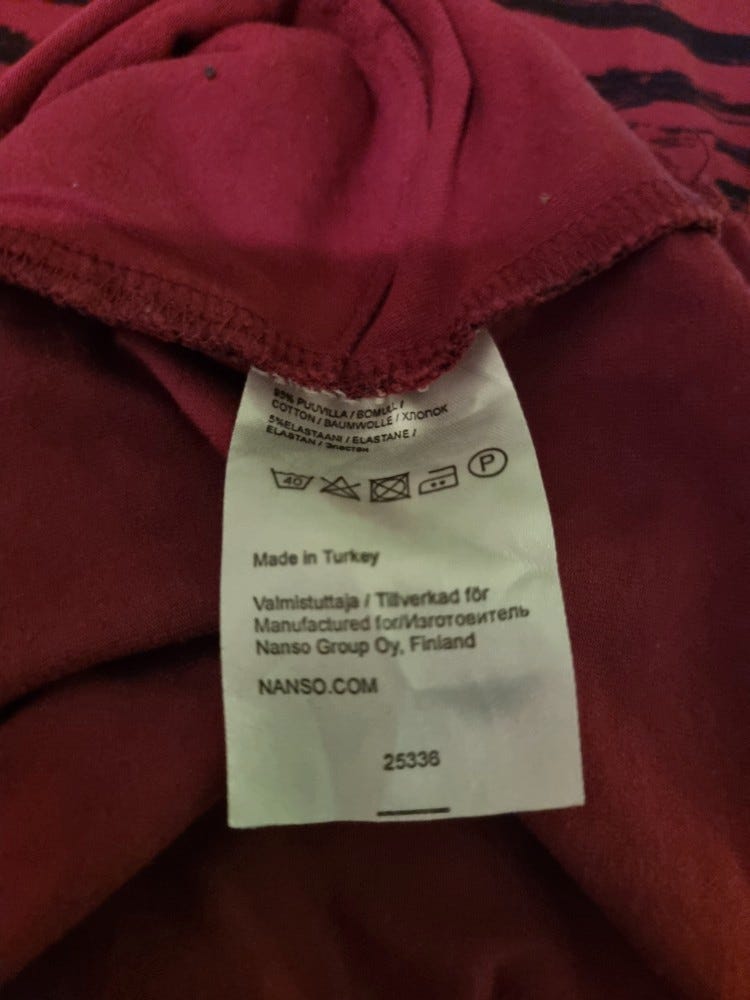 95% PUUVILLA / BOMULL /
COTTON / BAUMWOLLE / Хлопок
5%ELASTAANI / ELASTANE /
ELASTAN / Эластан
40
P
Made in Turkey
Valmistuttaja / Tillverkad för
Manufactured for/Изготовитель
Nanso Group Oy, Finland
NANSO.COM
25336